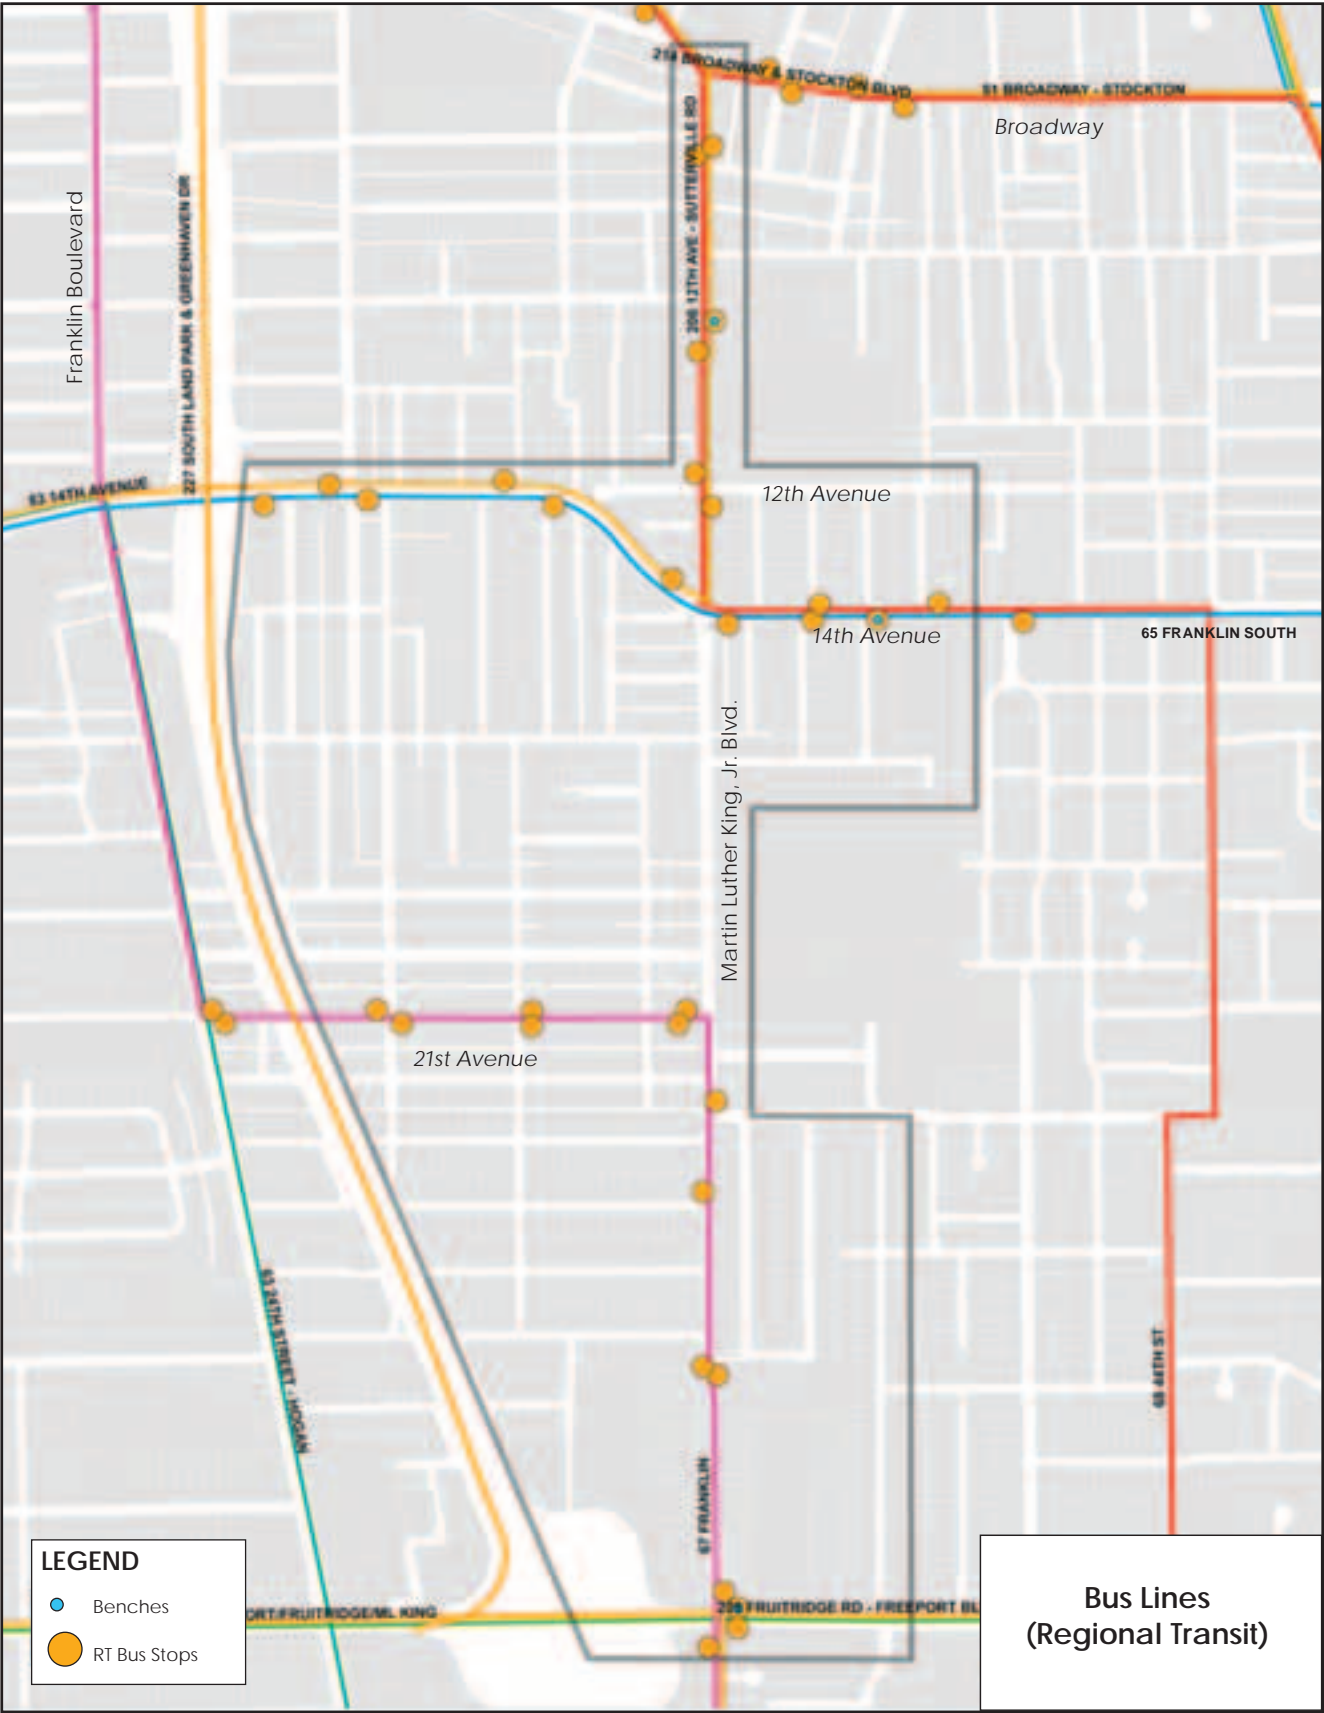 218 BROADWAY & STOCKTON BLVD
51 BROADWAY - STOCKTON
Broadway
206 12TH AVE - SUTTERVILLE RD
Franklin Boulevard
227 SOUTH LAND PARK & GREENHAVEN DR
63 14TH AVENUE
12th Avenue
14th Avenue
65 FRANKLIN SOUTH
Martin Luther King, Jr. Blvd.
21st Avenue
63 24TH STREET - HOGAN
68 44TH ST
67 FRANKLIN
ORT/FRUITRIDGE/ML KING
FRUITRIDGE RD - FREEPORT BL
LEGEND
Benches
RT Bus Stops
Bus Lines
(Regional Transit)